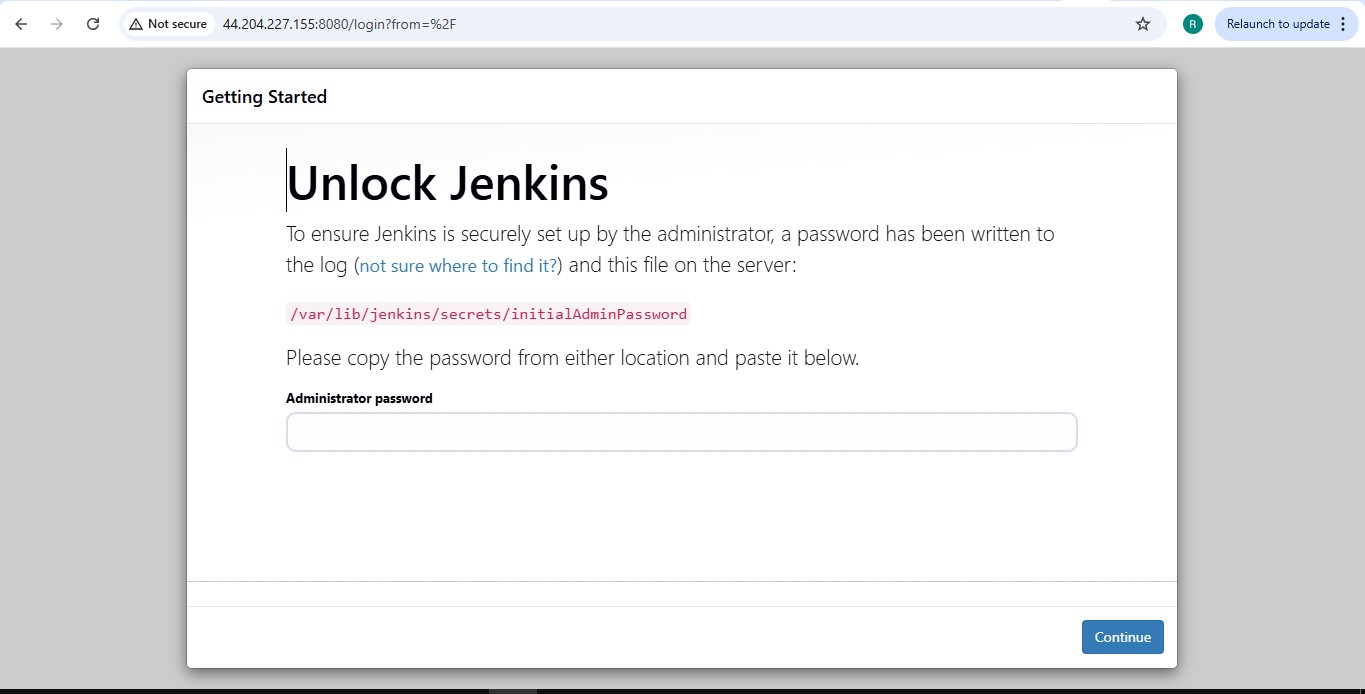 Not secure 44.204.227.155:8080/login?from=%2F R Relaunch to update
Getting Started
Unlock Jenkins
To ensure Jenkins is securely set up by the administrator, a password has been written to
the log (not sure where to find it?) and this file on the server:
/var/lib/jenkins/secrets/initialAdminPassword
Please copy the password from either location and paste it below.
Administrator password
Continue